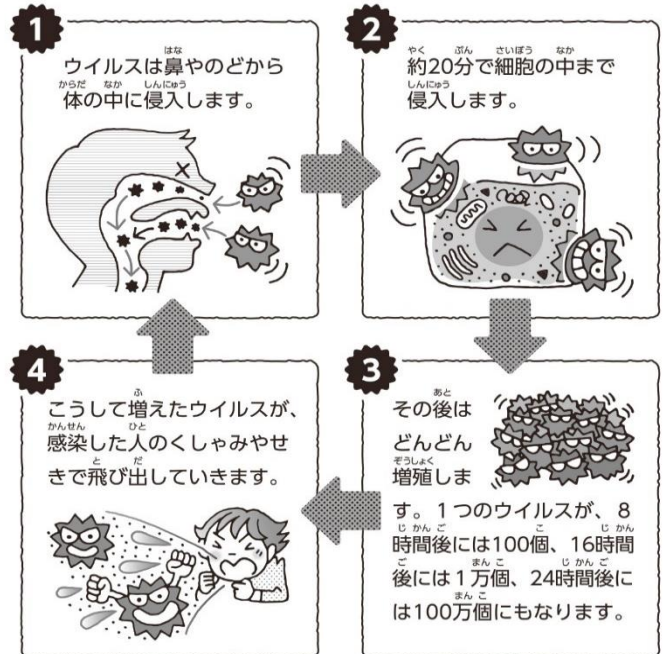 1
ウイルスは鼻やのどから
体の中に侵入します。
2
約20分で細胞の中まで
侵入します。
3
その後は
どんどん
増殖しま
す。1つのウイルスが、8
時間後には100個、16時間
後には1万個、24時間後に
は100万個にもなります。
4
こうして増えたウイルスが、
感染した人のくしゃみやせ
きで飛び出していきます。